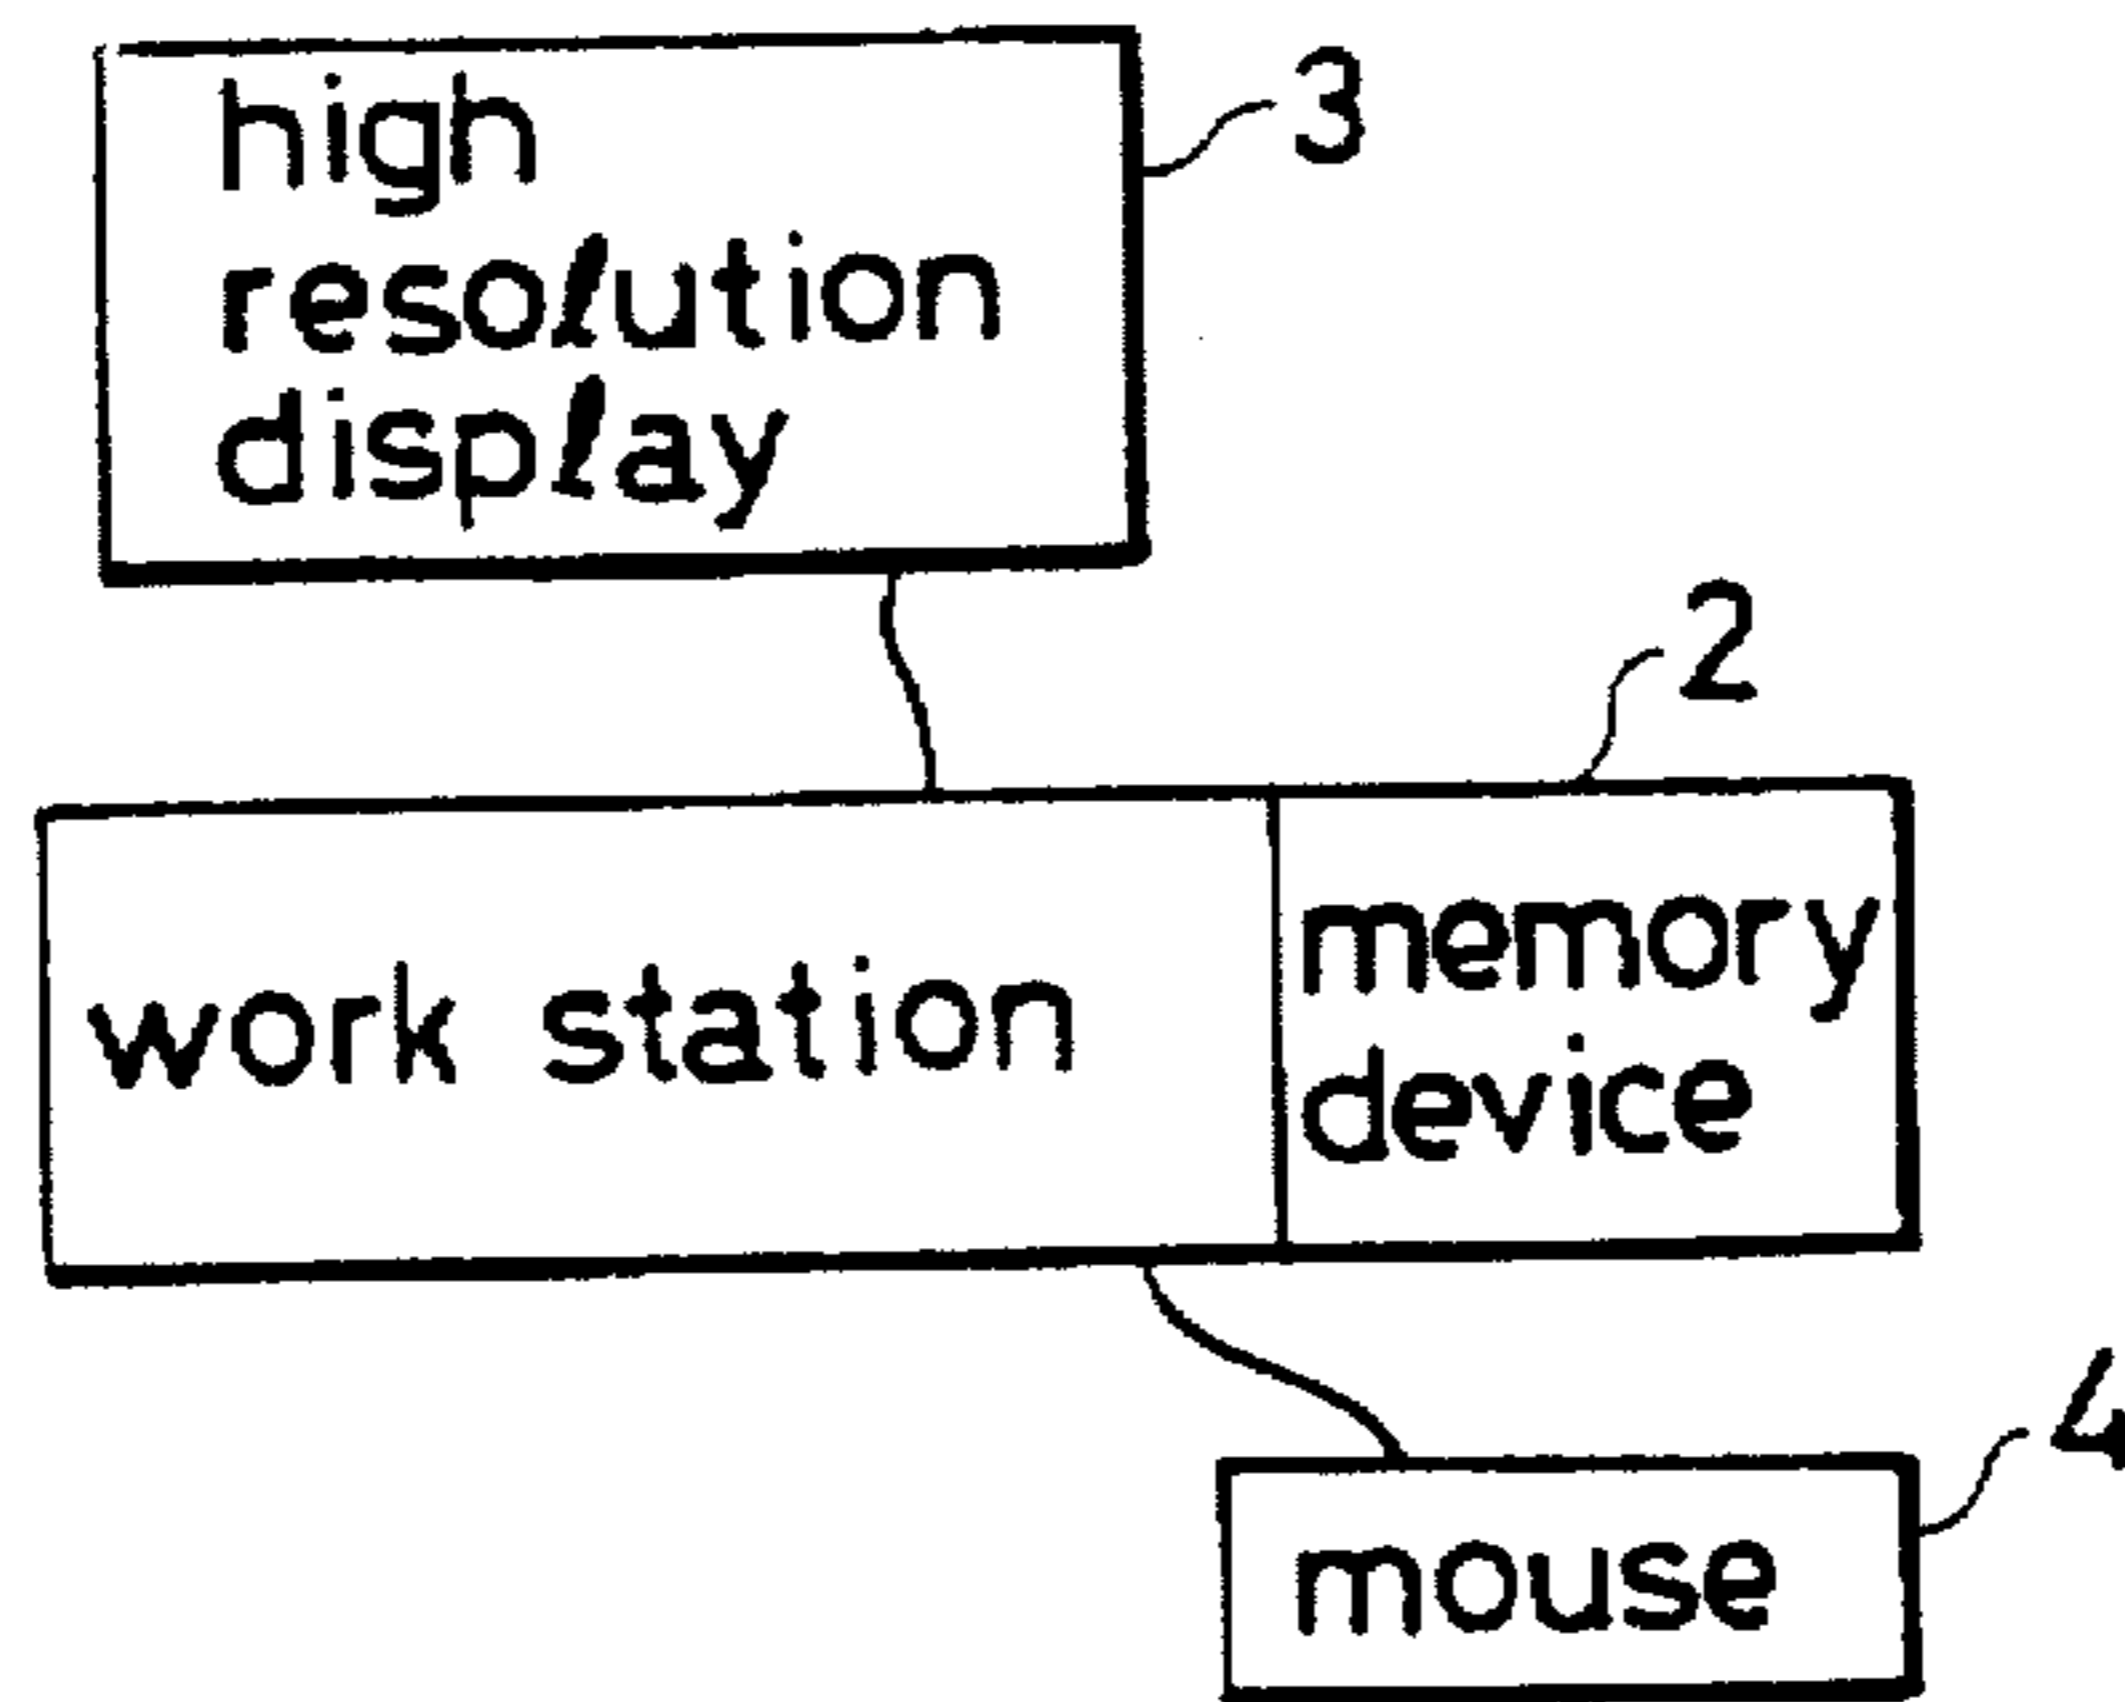 high
resolution
display
3
2
work station
memory
device
4
mouse